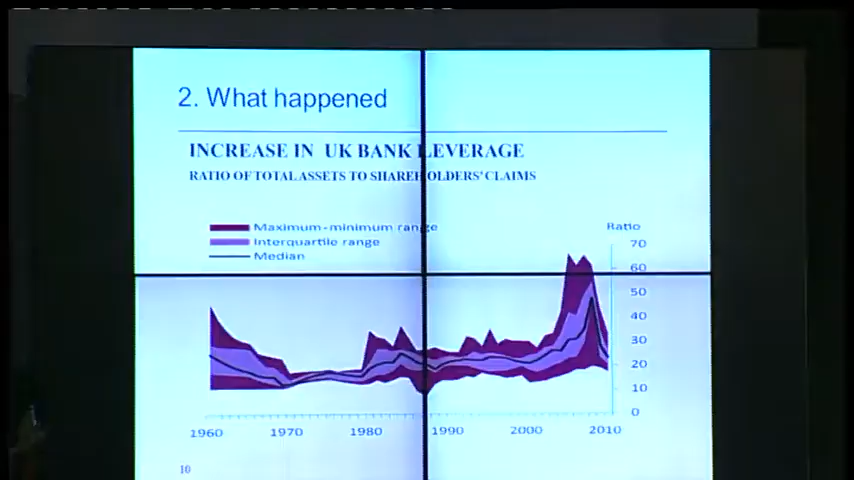 2. What happened
INCREASE IN UK BANK LEVERAGE
RATIO OF TOTAL ASSETS TO SHAREHOLDERS' CLAIMS
Maximum-minimum range
Interquartile range
Median
Ratio
70
60
50
40
30
20
10
0
1960 1970 1980 1990 2000 2010
10